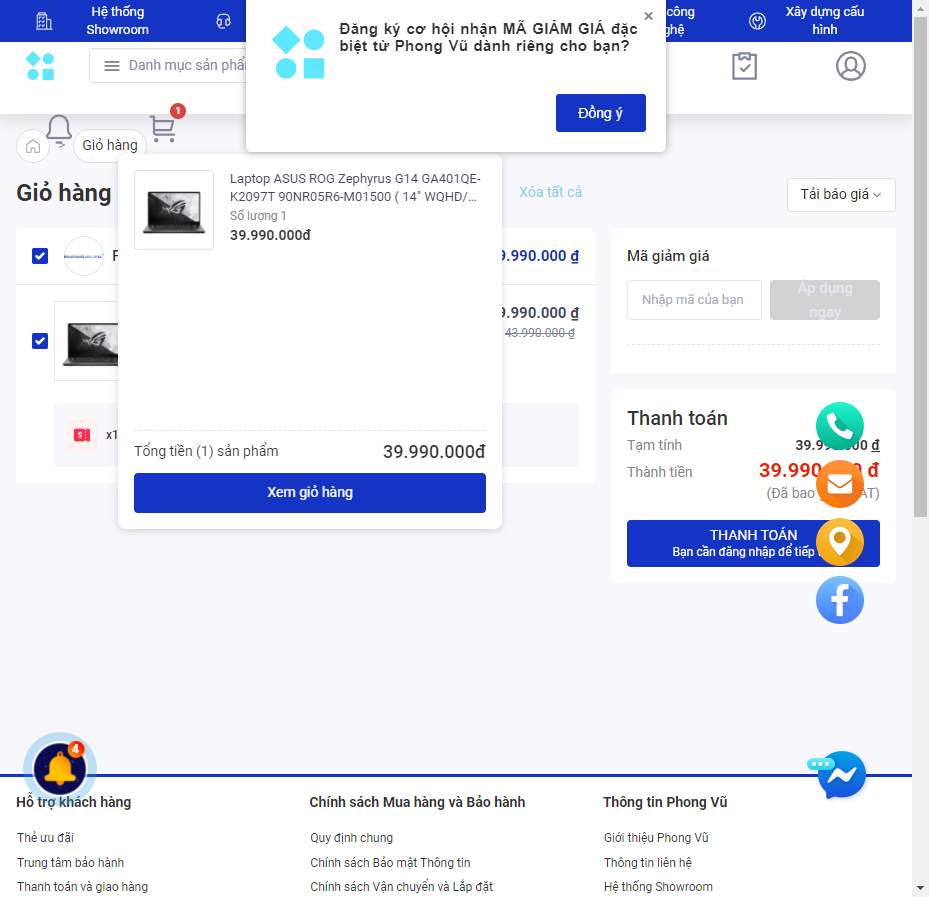 Hệ thống
Showroom
công
ghệ
Xây dựng cấu
hình
Đăng ký cơ hội nhận MÃ GIẢM GIÁ đặc
biệt từ Phong Vũ dành riêng cho bạn?
Đồng ý
Danh mục sản phẩ
1
Giỏ hàng
Giỏ hàng
Xóa tất cả
Tải báo giá
Laptop ASUS ROG Zephyrus G14 GA401QE-
K2097T 90NR05R6-M01500 ( 14" WQHD/...
Số lượng 1
39.990.000đ
9.990.000 ₫
9.990.000 ₫
43.990.000 ₫
x1
Tổng tiền (1) sản phẩm
39.990.000đ
Xem giỏ hàng
Mã giảm giá
Nhập mã của bạn
Áp dụng
ngay
Thanh toán
Tạm tính
39.99 000 ₫
Thành tiền
39.990 đ
(Đã bao g AT)
THANH TOÁN
Bạn cần đăng nhập để tiếp
4
Hỗ trợ khách hàng
Thẻ ưu đãi
Trung tâm bảo hành
Thanh toán và giao hàng
Chính sách Mua hàng và Bảo hành
Quy định chung
Chính sách Bảo mật Thông tin
Chính sách Vận chuyển và Lắp đặt
Thông tin Phong Vũ
Giới thiệu Phong Vũ
Thông tin liên hệ
Hệ thống Showroom